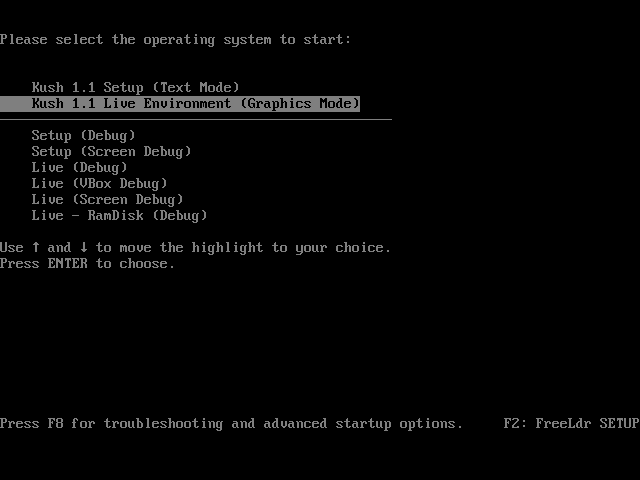 Please select the operating system to start:
Kush 1.1 Setup (Text Mode)
Kush 1.1 Live Environment (Graphics Mode)
Setup (Debug)
Setup (Screen Debug)
Live (Debug)
Live (VBox Debug)
Live (Screen Debug)
Live - RamDisk (Debug)
Use ↑ and ↓ to move the highlight to your choice.
Press ENTER to choose.
Press F8 for troubleshooting and advanced startup options. F2: FreeLdr SETUP